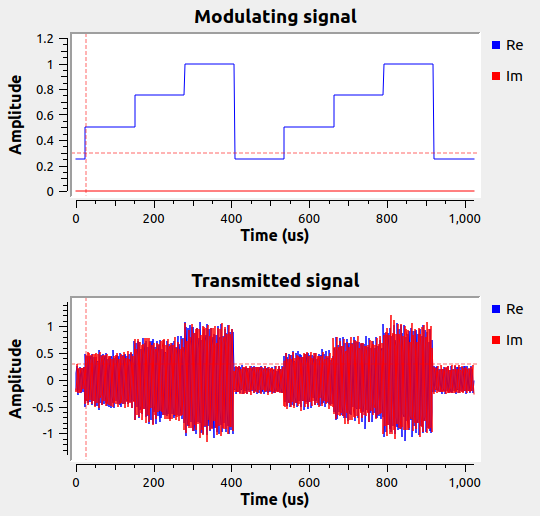 Modulating signal
1.2
1
0.8
0.6
0.4
0.2
0
Amplitude
0 200 400 600 800 1,000
Time (us)
Re
Im
Transmitted signal
1
0.5
0
-0.5
-1
Amplitude
0 200 400 600 800 1,000
Time (us)
Re
Im